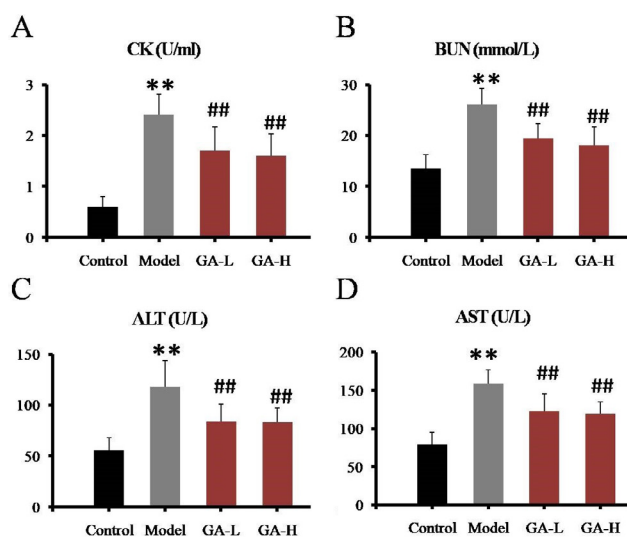 A
CK (U/ml)
3
2
1
0
**
##
##
Control Model GA-L GA-H
B
BUN (mmol/L)
30
20
10
0
**
##
##
Control Model GA-L GA-H
C
ALT (U/L)
150
100
50
0
**
##
##
Control Model GA-L GA-H
D
AST (U/L)
200
150
100
50
0
**
##
##
Control Model GA-L GA-H